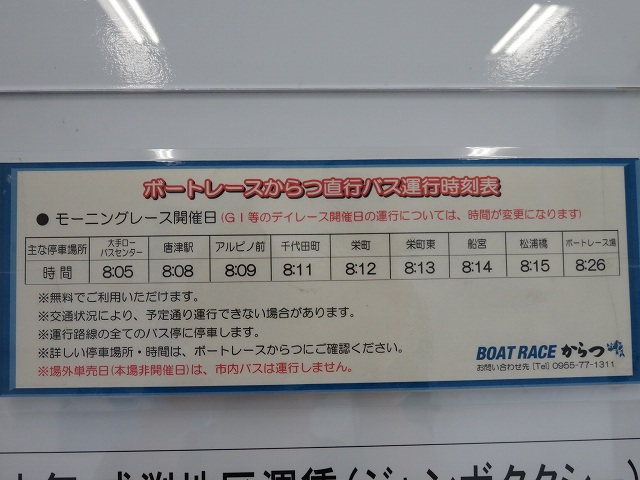 ボートレースからつ直行バス運行時刻表
● モーニングレース開催日(GI等のデイレース開催日の運行については、時間が変更になります)
主な停車場所 大手口ーバスセンター 唐津駅 アルピノ前 千代田町 栄町 栄町東 船宮 松浦橋 ボートレース場
時間 8:05 8:08 8:09 8:11 8:12 8:13 8:14 8:15 8:26
※無料でご利用いただけます。
※交通状況により、予定通り運行できない場合があります。
※運行路線の全てのバス停に停車します。
※詳しい停車場所・時間は、ボートレースからつにご確認ください。
※場外単売日(本場非開催日)は、市内バスは運行しません。
BOAT RACE からつ
お問い合わせ先 [Tel] 0955-77-1311